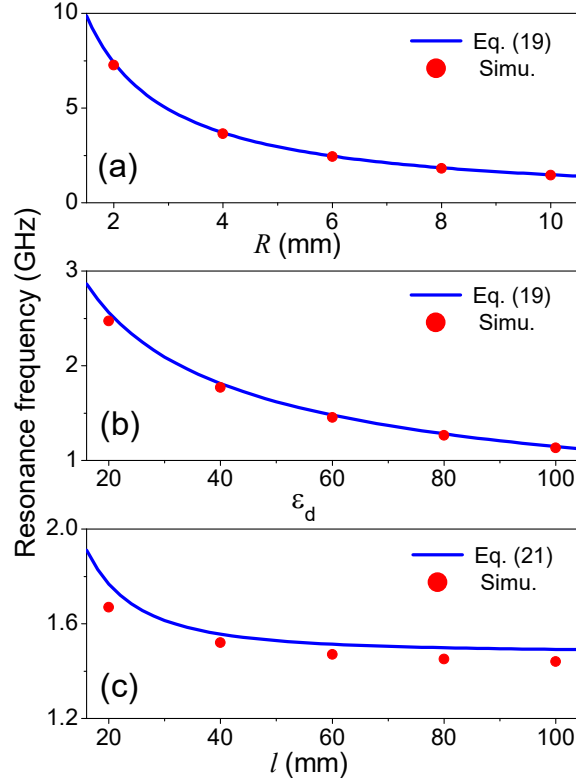 Resonance frequency (GHz)
10
5
0
Eq. (19)
Simu.
(a)
2 4 6 8 10
R (mm)
3
2
1
Eq. (19)
Simu.
(b)
20 40 60 80 100
ε_d
2.0
1.6
1.2
Eq. (21)
Simu.
(c)
20 40 60 80 100
l (mm)